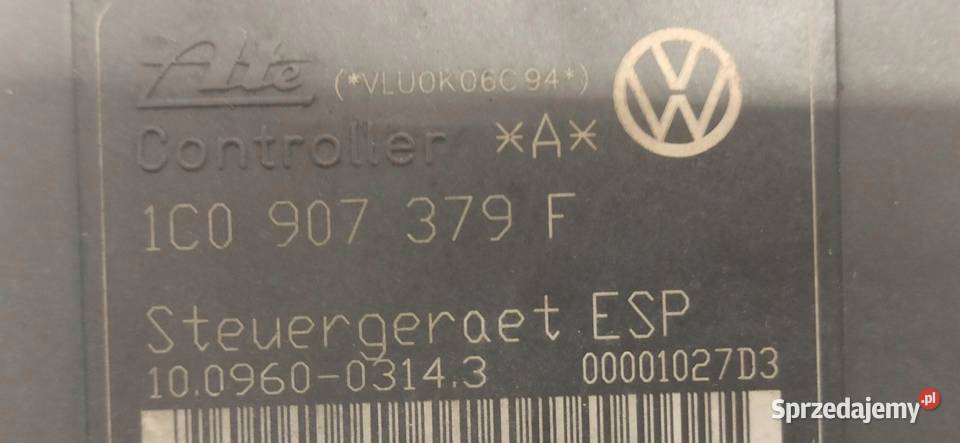 Ate (*VLU0K06C94*)
Controller *A*
1C0 907 379 F
Steuergeraet ESP
10.0960-0314.3 00001027D3
Sprzedajemy.pl